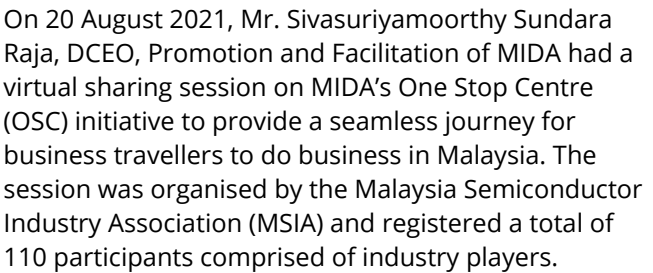 On 20 August 2021, Mr. Sivasuriyamoorthy Sundara
Raja, DCEO, Promotion and Facilitation of MIDA had a
virtual sharing session on MIDA’s One Stop Centre
(OSC) initiative to provide a seamless journey for
business travellers to do business in Malaysia. The
session was organised by the Malaysia Semiconductor
Industry Association (MSIA) and registered a total of
110 participants comprised of industry players.